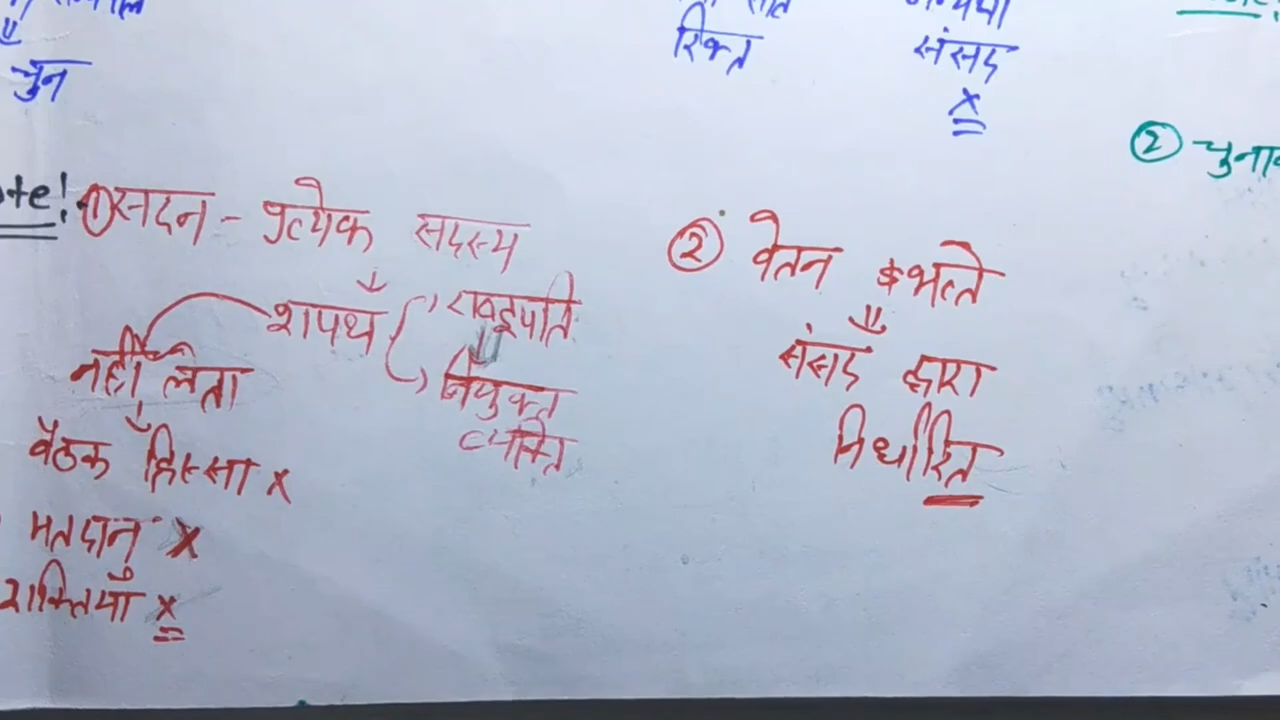 चुन
रिक्त
संसद
x
② चुनाव
ote! ① सदन - प्रत्येक सदस्य
शपथ राष्ट्रपति
नियुक्त
व्यक्ति
नहीं लेता
बैठक हिस्सा x
मतदान x
शक्तियाँ x
② वेतन भत्ते
संसद द्वारा
निर्धारित